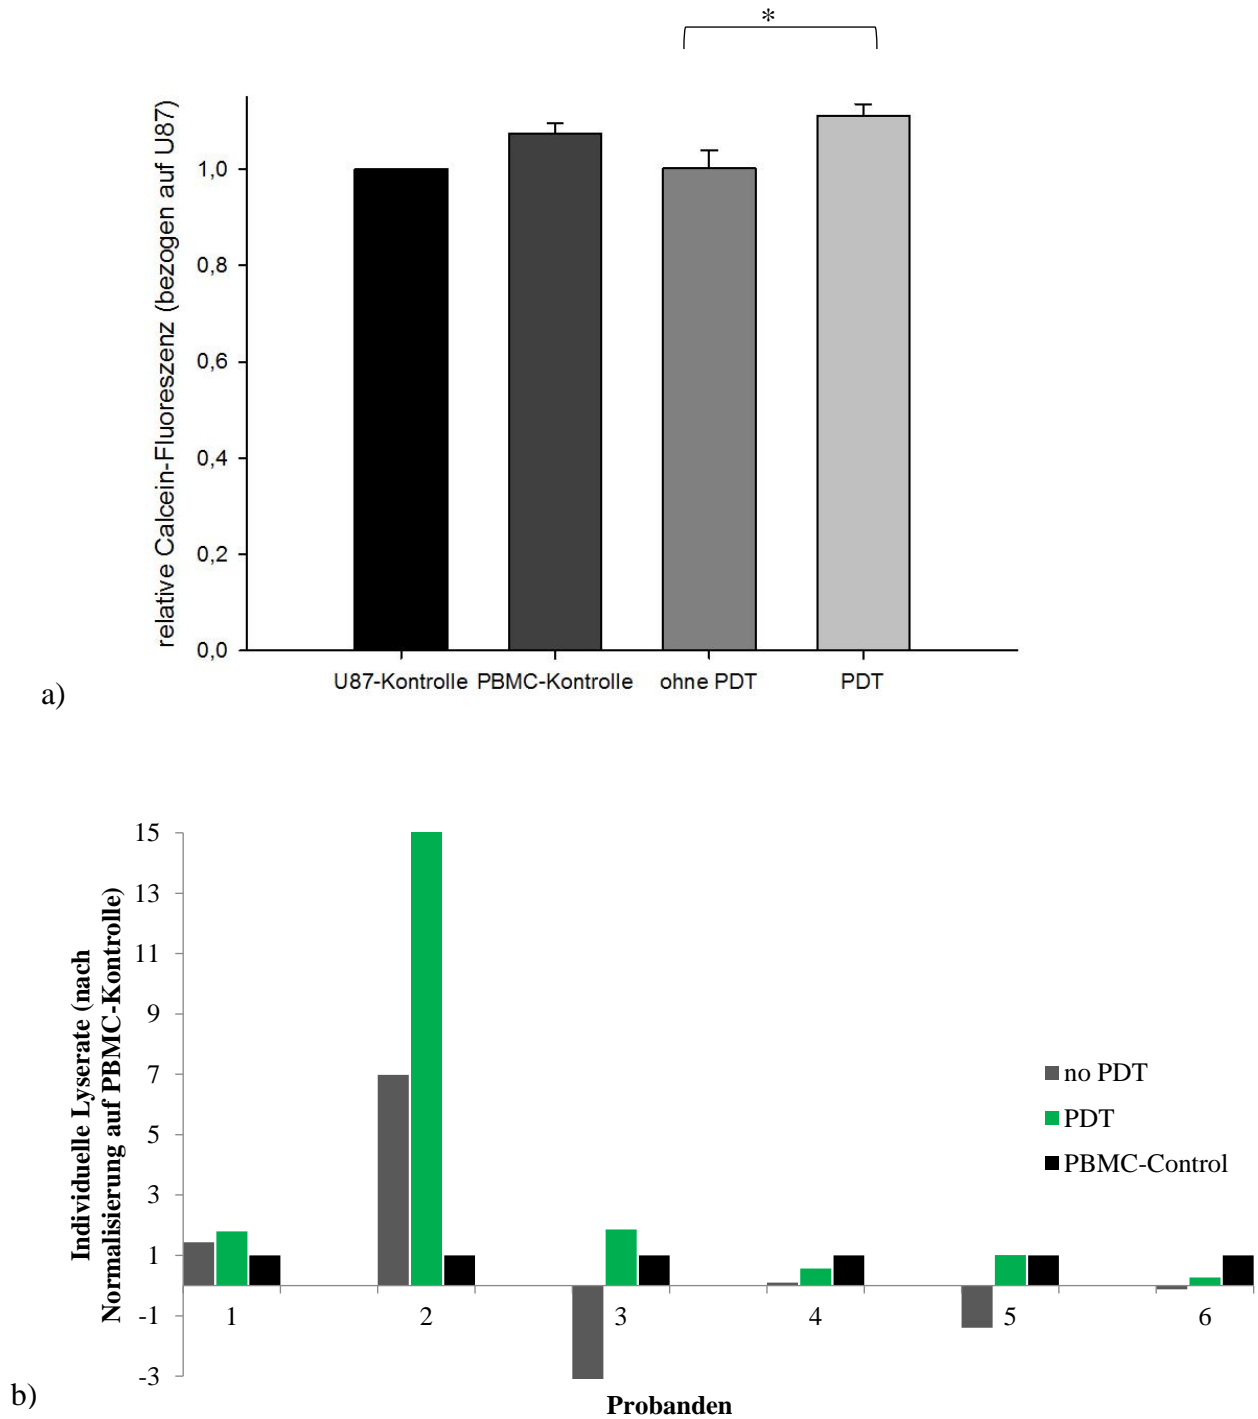 *
relative Calcein-Fluoreszenz (bezogen auf U87)
1,0
0,8
0,6
0,4
0,2
0,0
U87-Kontrolle PBMC-Kontrolle ohne PDT PDT
a)
Individuelle Lyserate (nach
Normalisierung auf PBMC-Kontrolle)
15
13
11
9
7
5
3
1
-1
-3
1 2 3 4 5 6
no PDT
PDT
PBMC-Control
b)
Probanden